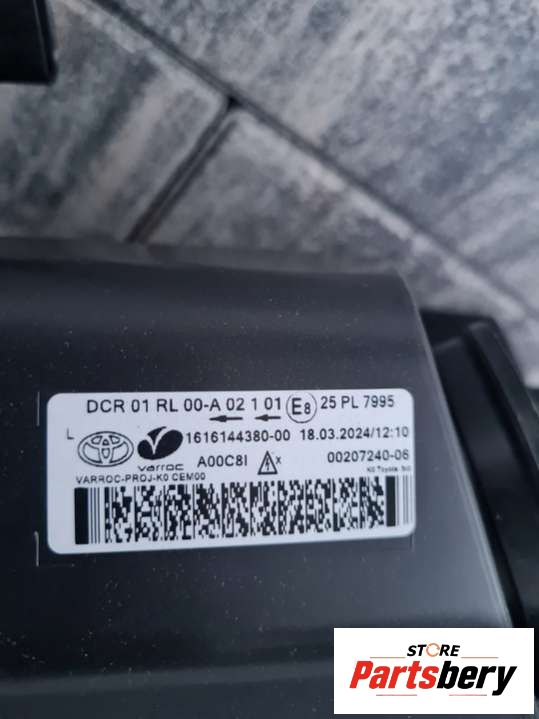 DCR 01 RL 00-A 02 1 01 E8 25 PL 7995
L
1616144380-00 18.03.2024/12:10
varroc A00C8I X 00207240-06
VARROC-PROJ-K0 CEM00
STORE
Partsbery